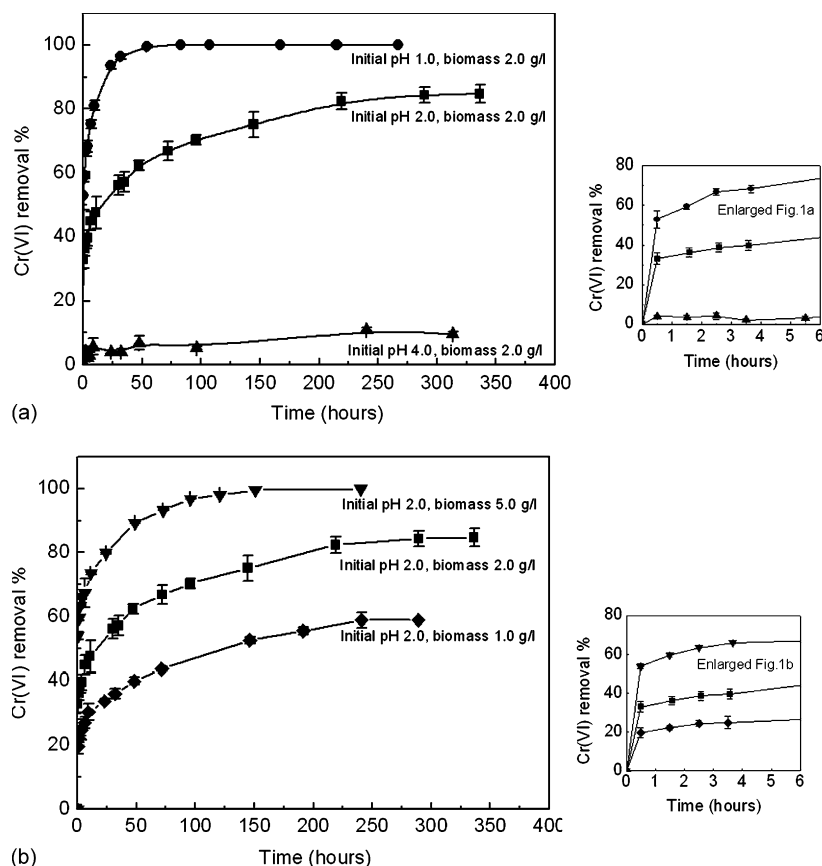 100
80
60
40
20
0
Cr(VI) removal %
Initial pH 1.0, biomass 2.0 g/l
Initial pH 2.0, biomass 2.0 g/l
Initial pH 4.0, biomass 2.0 g/l
0 50 100 150 200 250 300 350 400
Time (hours)
(a)
80
60
40
20
0
Cr(VI) removal %
Enlarged Fig.1a
0 1 2 3 4 5 6
Time (hours)
100
80
60
40
20
0
Cr(VI) removal %
Initial pH 2.0, biomass 5.0 g/l
Initial pH 2.0, biomass 2.0 g/l
Initial pH 2.0, biomass 1.0 g/l
0 50 100 150 200 250 300 350 400
Time (hours)
(b)
80
60
40
20
0
Cr(VI) removal %
Enlarged Fig.1b
0 1 2 3 4 5 6
Time (hours)